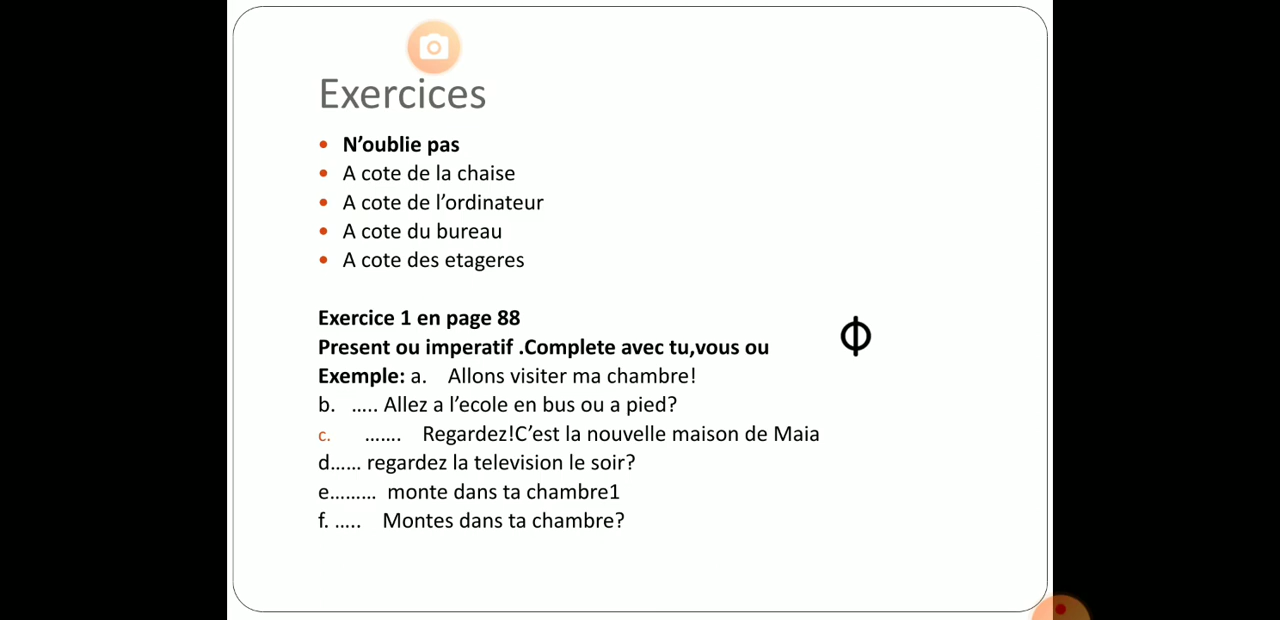 Exercices
• N’oublie pas
• A cote de la chaise
• A cote de l’ordinateur
• A cote du bureau
• A cote des etageres
Exercice 1 en page 88
Present ou imperatif .Complete avec tu,vous ou Φ
Exemple: a. Allons visiter ma chambre!
b. ….. Allez a l’ecole en bus ou a pied?
c. ……. Regardez!C’est la nouvelle maison de Maia
d…… regardez la television le soir?
e……… monte dans ta chambre1
f. ….. Montes dans ta chambre?